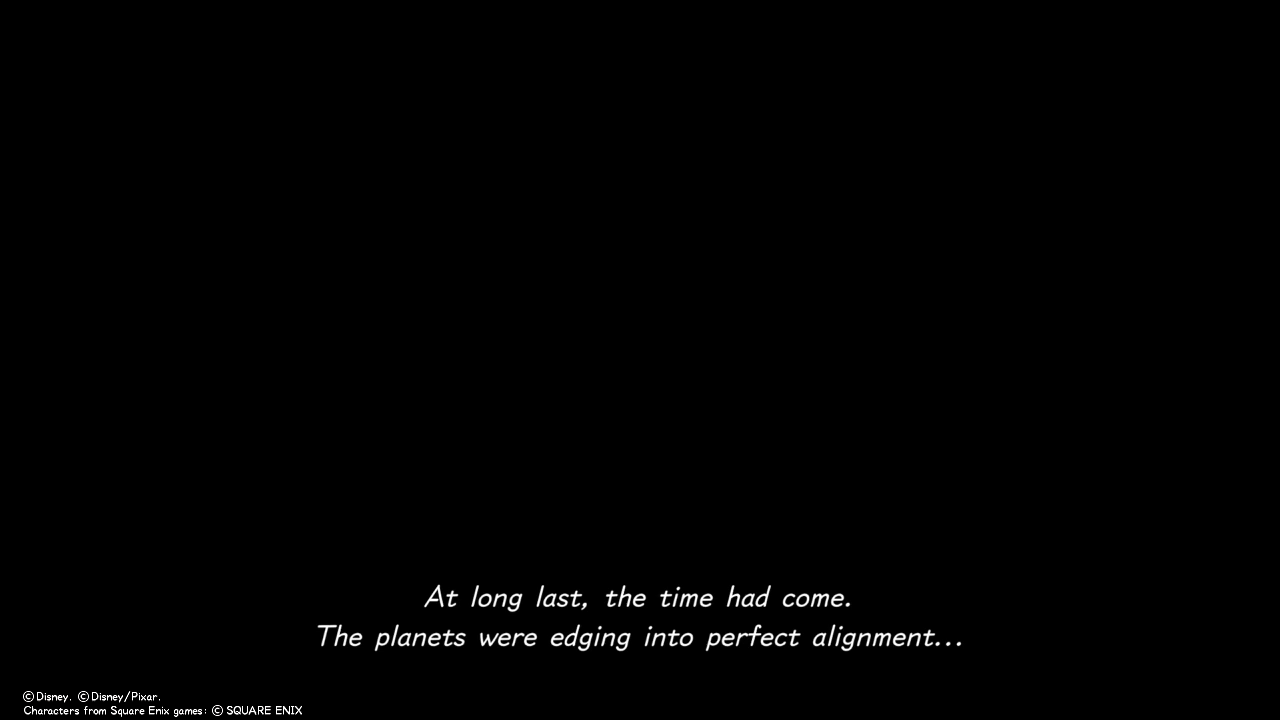 At long last, the time had come.
The planets were edging into perfect alignment...
©Disney. ©Disney/Pixar.
Characters from Square Enix games: © SQUARE ENIX